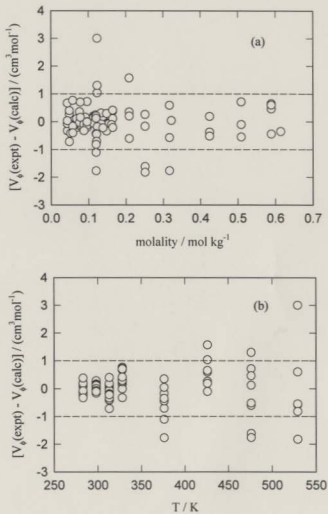 (a)
[Vϕ(expt) - Vϕ(calc)] / (cm³mol⁻¹)
4
3
2
1
0
-1
-2
-3
0.0 0.1 0.2 0.3 0.4 0.5 0.6 0.7
molality / mol kg⁻¹
(b)
[Vϕ(expt) - Vϕ(calc)] / (cm³mol⁻¹)
4
3
2
1
0
-1
-2
-3
250 300 350 400 450 500 550
T / K